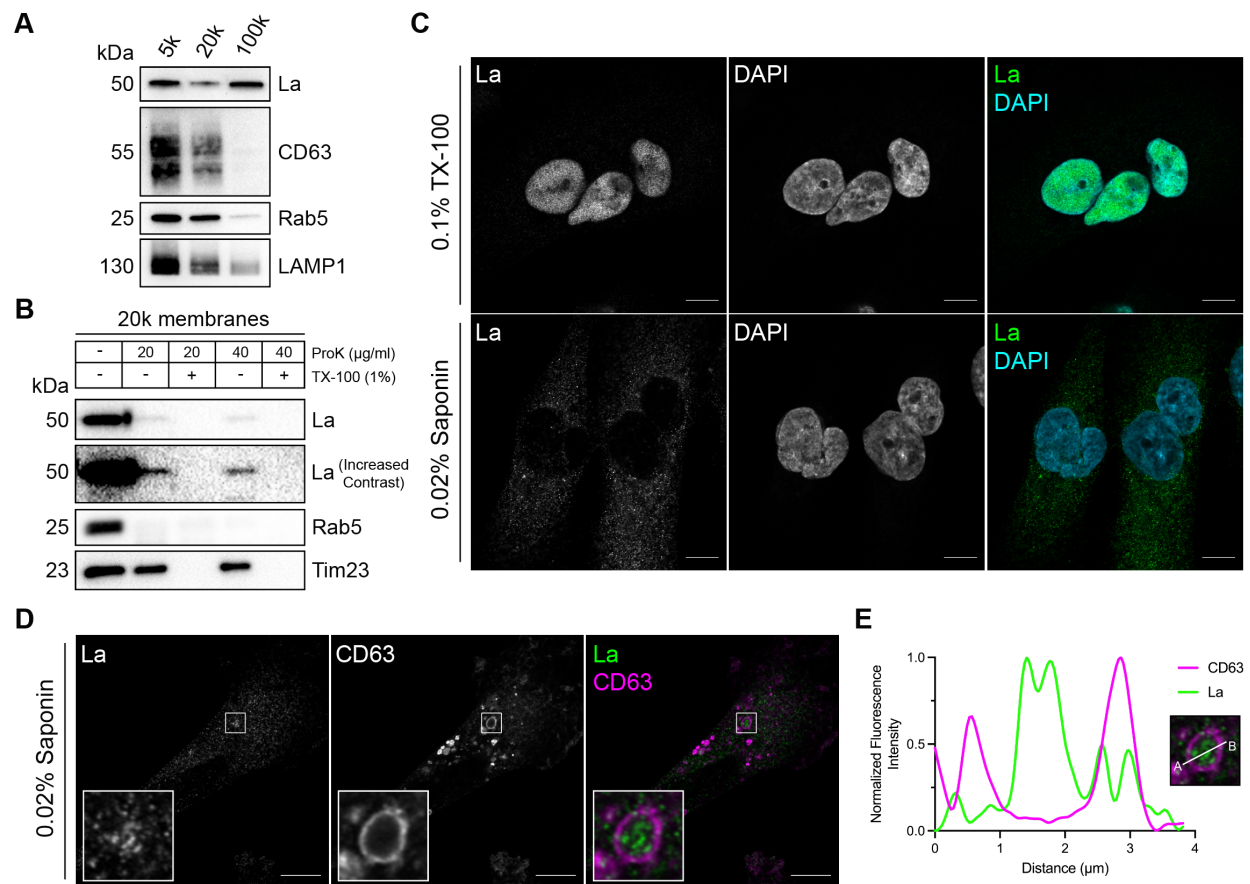 A
kDa
5k
20k
100k
50
La
55
CD63
25
Rab5
130
LAMP1
B
20k membranes
- 20 20 40 40 ProK (µg/ml)
- - + - + TX-100 (1%)
kDa
50
La
50
La (Increased
Contrast)
25
Rab5
23
Tim23
C
0.1% TX-100
La
DAPI
La
DAPI
0.02% Saponin
La
DAPI
La
DAPI
D
0.02% Saponin
La
CD63
La
CD63
E
Normalized Fluorescence
Intensity
1.0
0.5
0.0
0 1 2 3 4
Distance (µm)
CD63
La
A
B